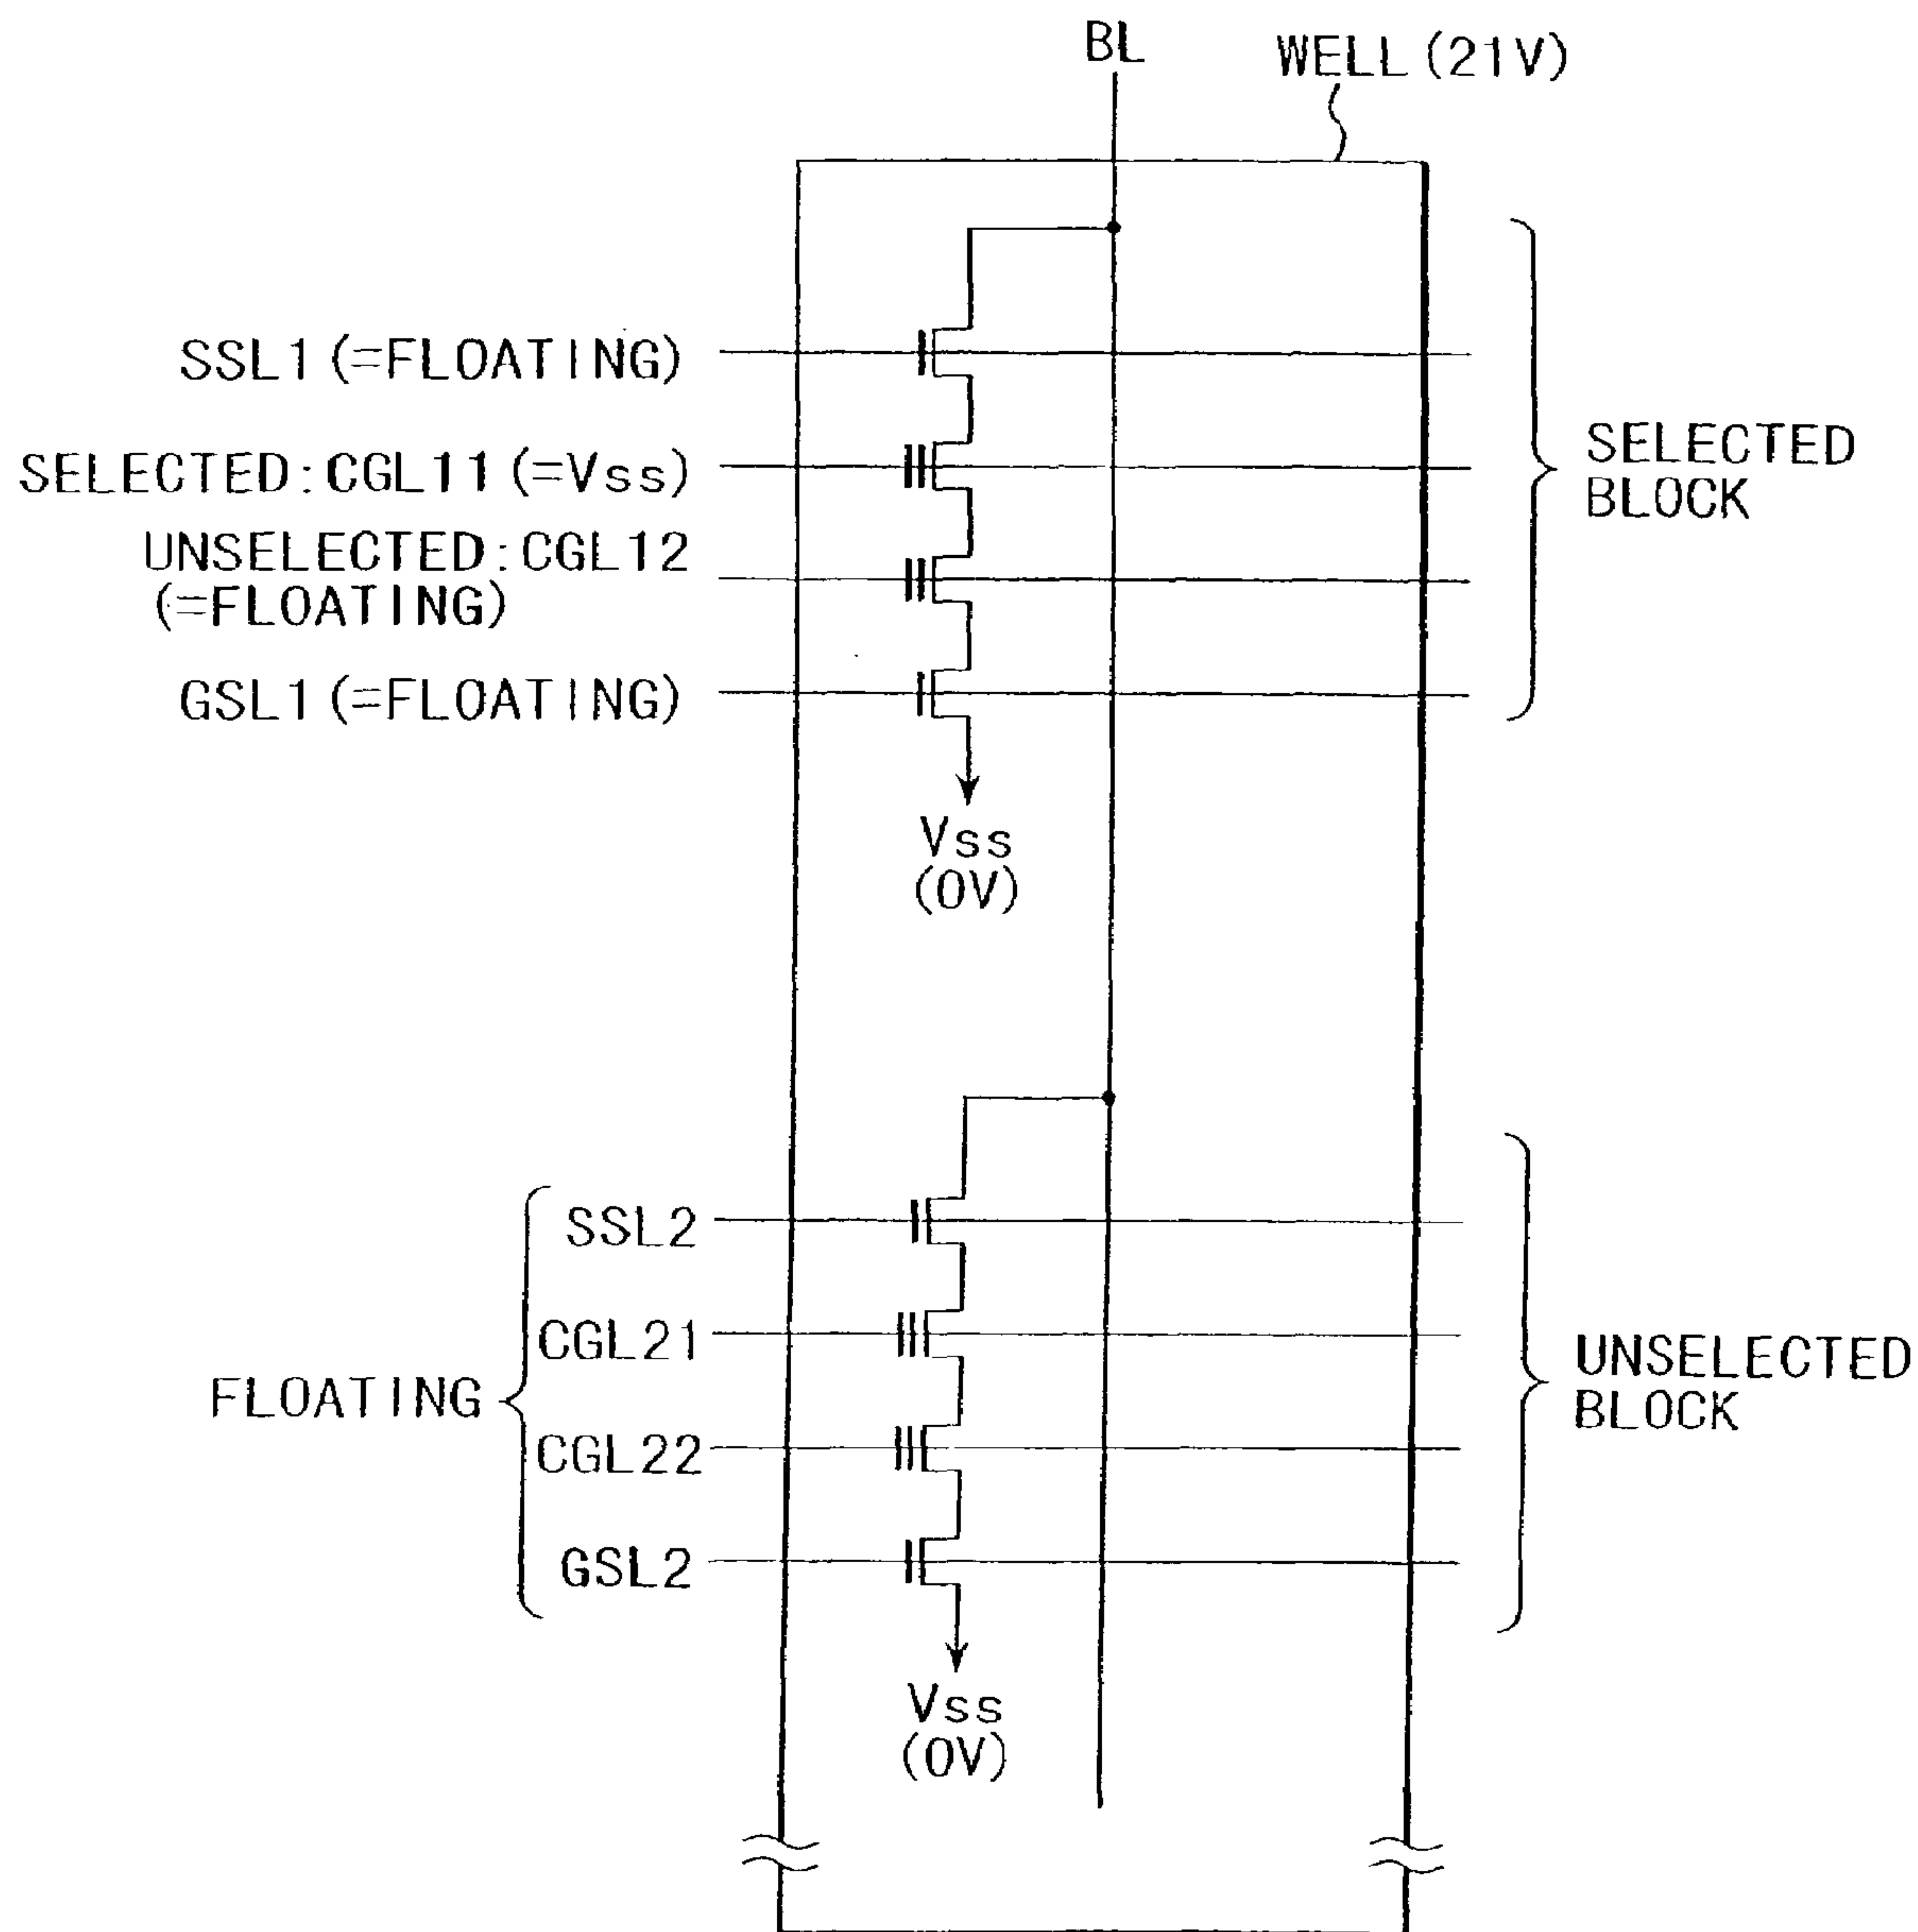 BL
WELL(21V)
SSL1(=FLOATING)
SELECTED:CGL11(=Vss)
UNSELECTED:CGL12
(=FLOATING)
GSL1(=FLOATING)
SELECTED
BLOCK
Vss
(0V)
SSL2
CGL21
FLOATING
CGL22
GSL2
UNSELECTED
BLOCK
Vss
(0V)